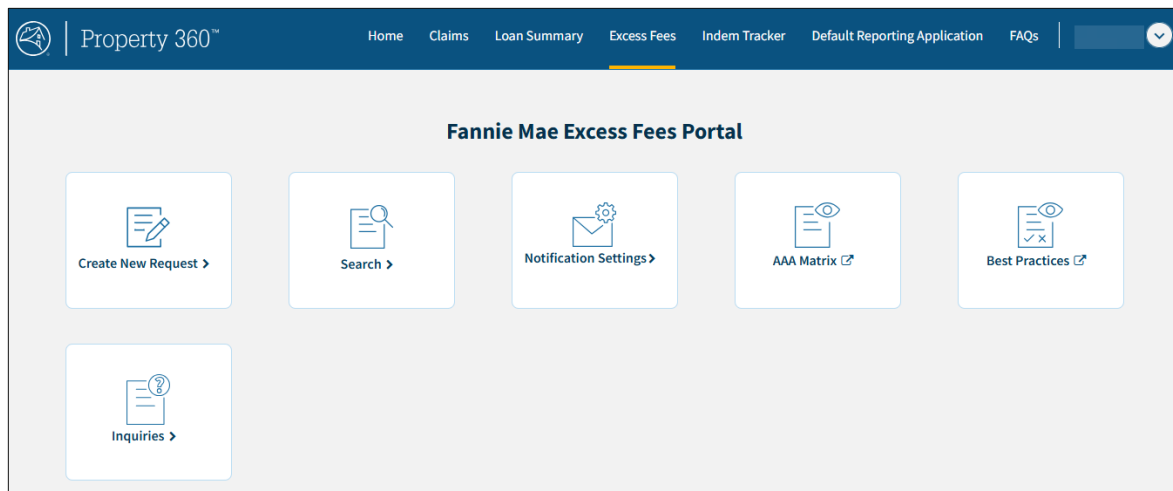 Property 360™
Home Claims Loan Summary Excess Fees Indem Tracker Default Reporting Application FAQs
Fannie Mae Excess Fees Portal
Create New Request
Search
Notification Settings
AAA Matrix
Best Practices
?
Inquiries